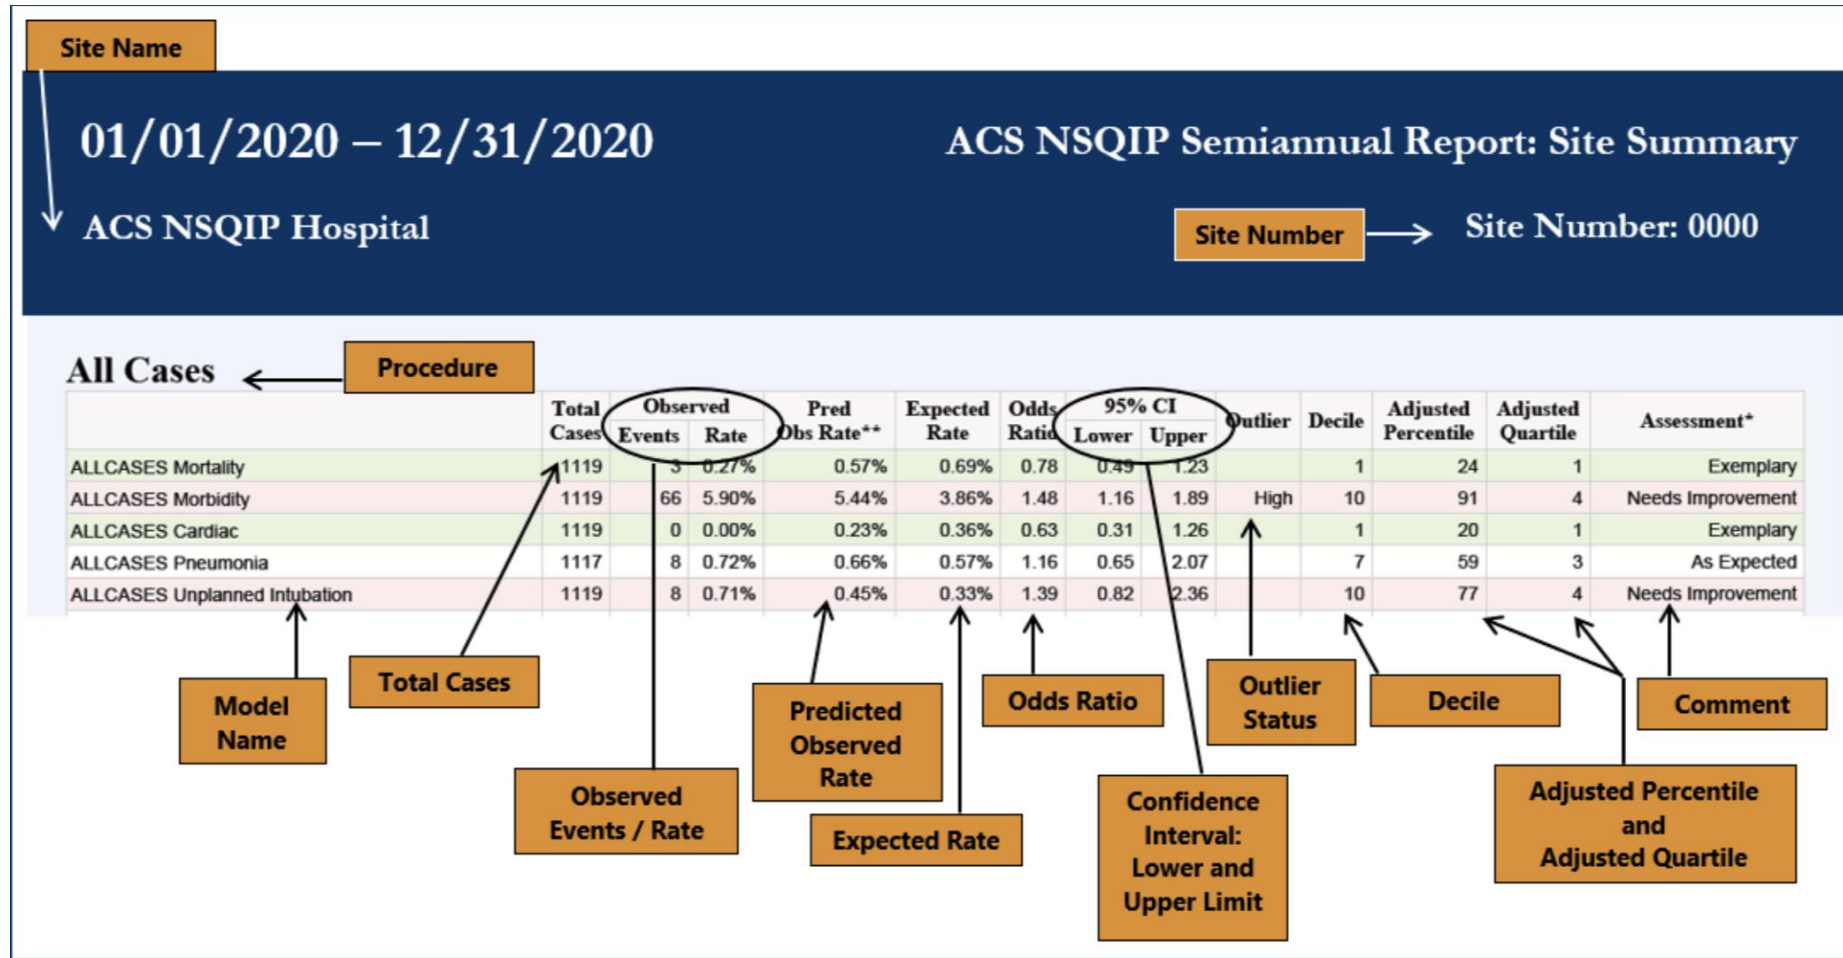 Site Name
01/01/2020 – 12/31/2020
ACS NSQIP Semiannual Report: Site Summary
ACS NSQIP Hospital
Site Number
Site Number: 0000
All Cases
Procedure
Total Cases Observed Events Rate Pred Obs Rate** Expected Rate Odds Ratio 95% CI Lower Upper Outlier Decile Adjusted Percentile Adjusted Quartile Assessment*
ALLCASES Mortality 1119 3 0.27% 0.57% 0.69% 0.78 0.49 1.23 1 24 1 Exemplary
ALLCASES Morbidity 1119 66 5.90% 5.44% 3.86% 1.48 1.16 1.89 High 10 91 4 Needs Improvement
ALLCASES Cardiac 1119 0 0.00% 0.23% 0.36% 0.63 0.31 1.26 1 20 1 Exemplary
ALLCASES Pneumonia 1117 8 0.72% 0.66% 0.57% 1.16 0.65 2.07 7 59 3 As Expected
ALLCASES Unplanned Intubation 1119 8 0.71% 0.45% 0.33% 1.39 0.82 2.36 10 77 4 Needs Improvement
Model
Name
Total Cases
Observed
Events / Rate
Predicted
Observed
Rate
Expected Rate
Odds Ratio
Confidence
Interval:
Lower and
Upper Limit
Outlier
Status
Decile
Adjusted Percentile
and
Adjusted Quartile
Comment